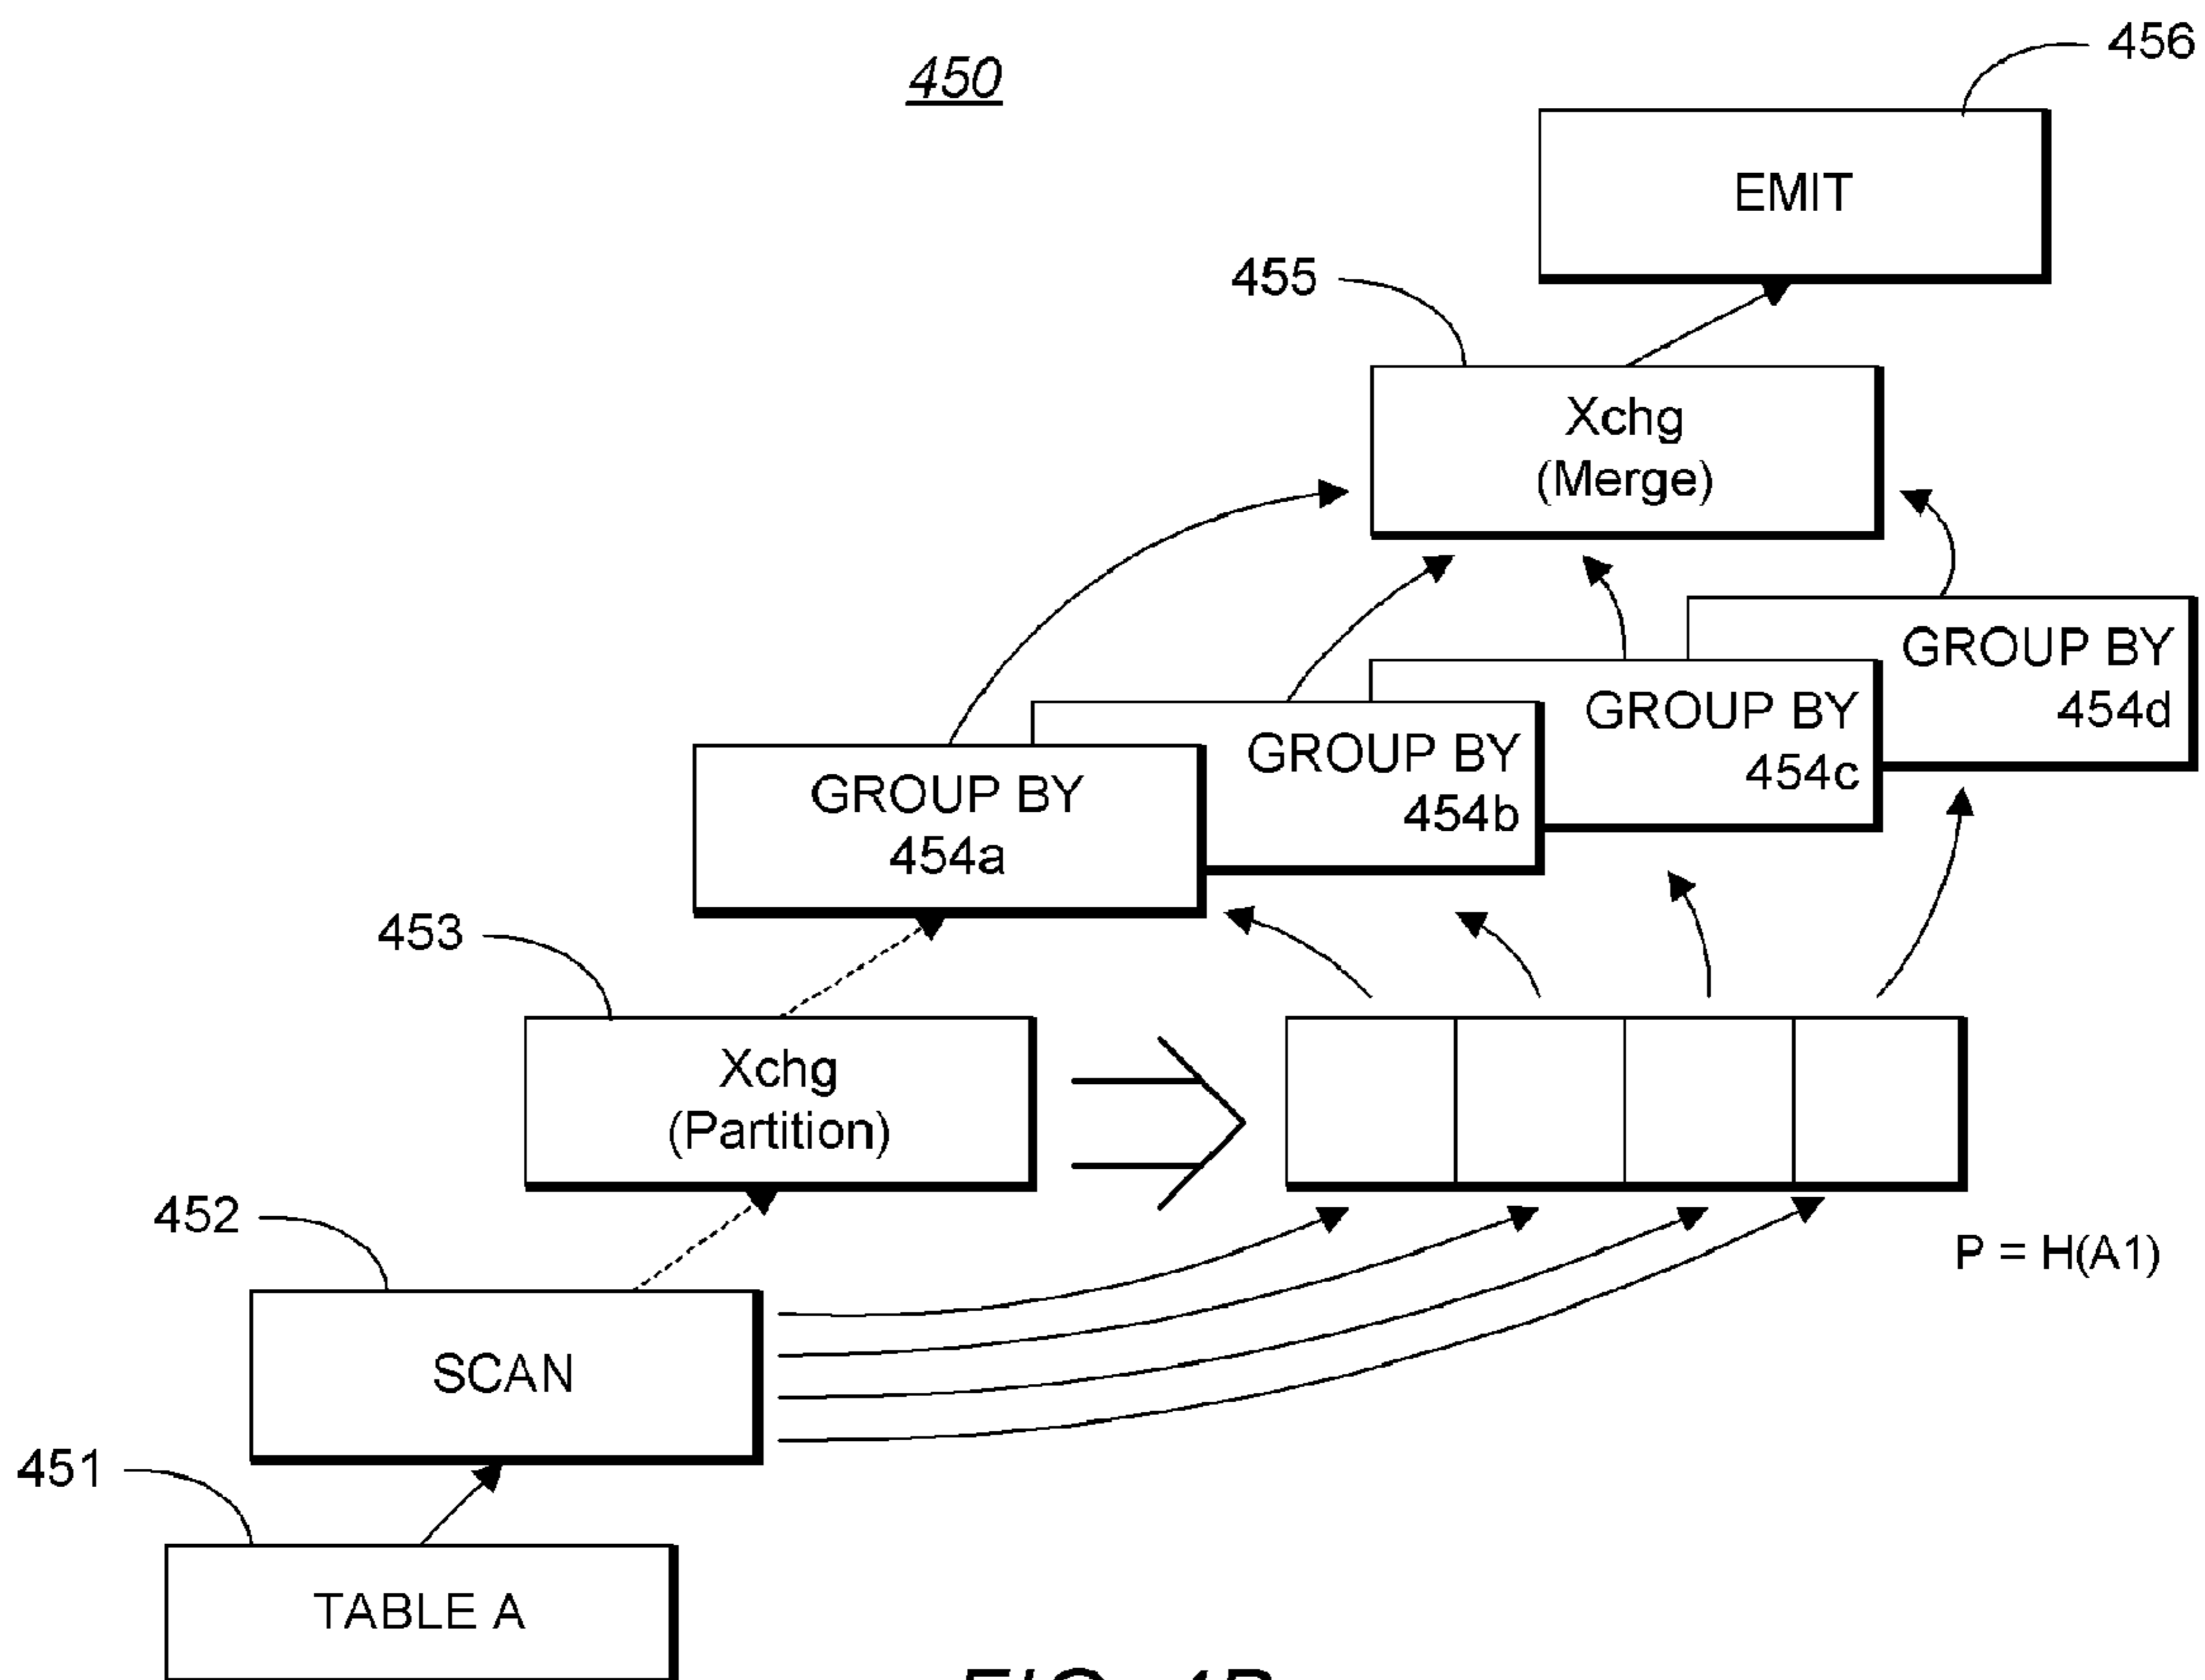 450
456
EMIT
455
Xchg
(Merge)
GROUP BY
454d
GROUP BY
454c
GROUP BY
454b
GROUP BY
454a
453
Xchg
(Partition)
452
P = H(A1)
SCAN
451
TABLE A